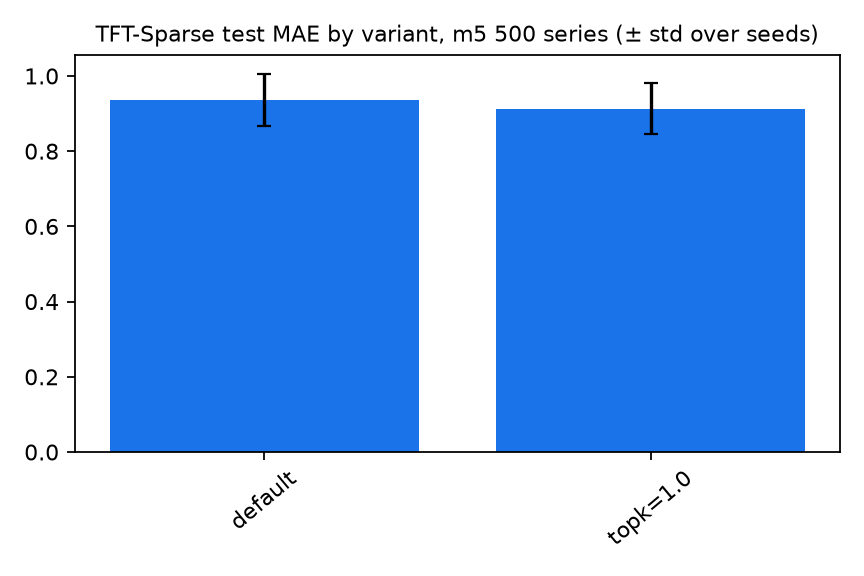 TFT-Sparse test MAE by variant, m5 500 series (± std over seeds)
1.0
0.8
0.6
0.4
0.2
0.0
default
topk=1.0